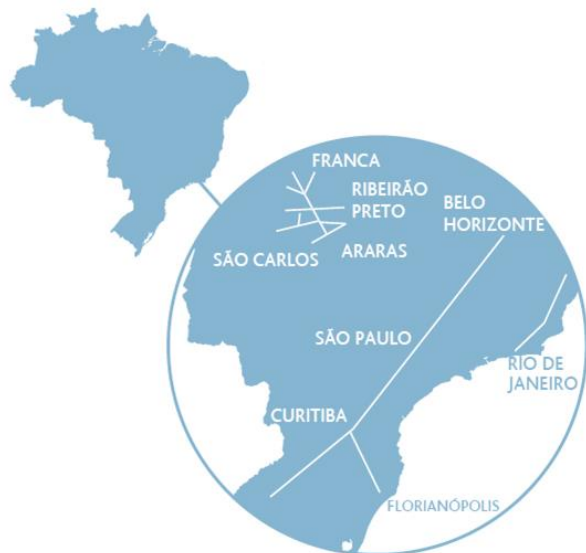 FRANCA
RIBEIRÃO
PRETO
BELO
HORIZONTE
SÃO CARLOS
ARARAS
SÃO PAULO
RIO DE
JANEIRO
CURITIBA
FLORIANÓPOLIS